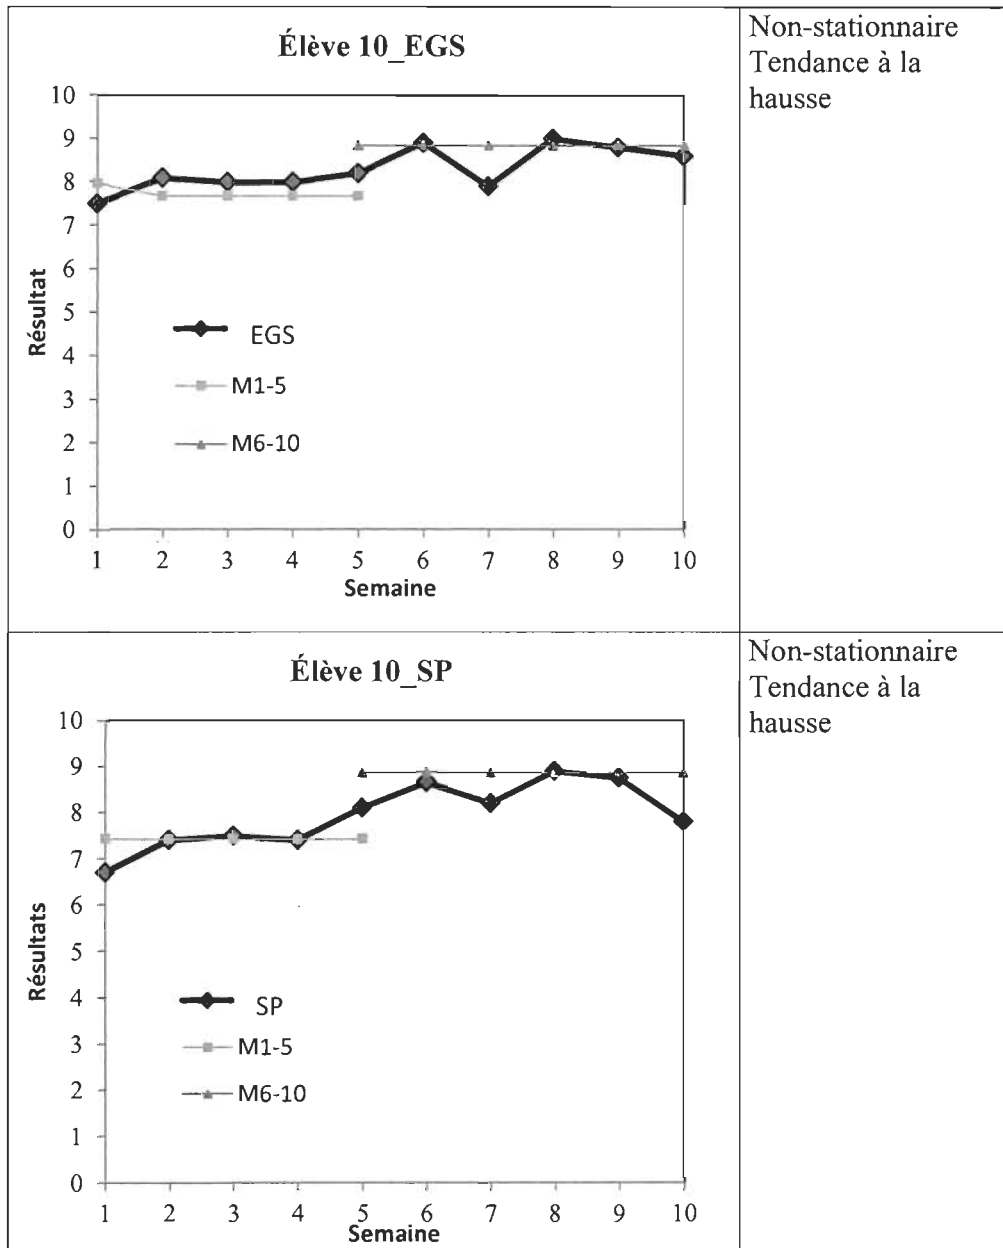 Élève 10_EGS
Non-stationnaire
Tendance à la
hausse
10
9
8
7
6
5
4
3
2
1
0
Résultat
EGS
M1-5
M6-10
1 2 3 4 5 6 7 8 9 10
Semaine
Élève 10_SP
Non-stationnaire
Tendance à la
hausse
10
9
8
7
6
5
4
3
2
1
0
Résultats
SP
M1-5
M6-10
1 2 3 4 5 6 7 8 9 10
Semaine